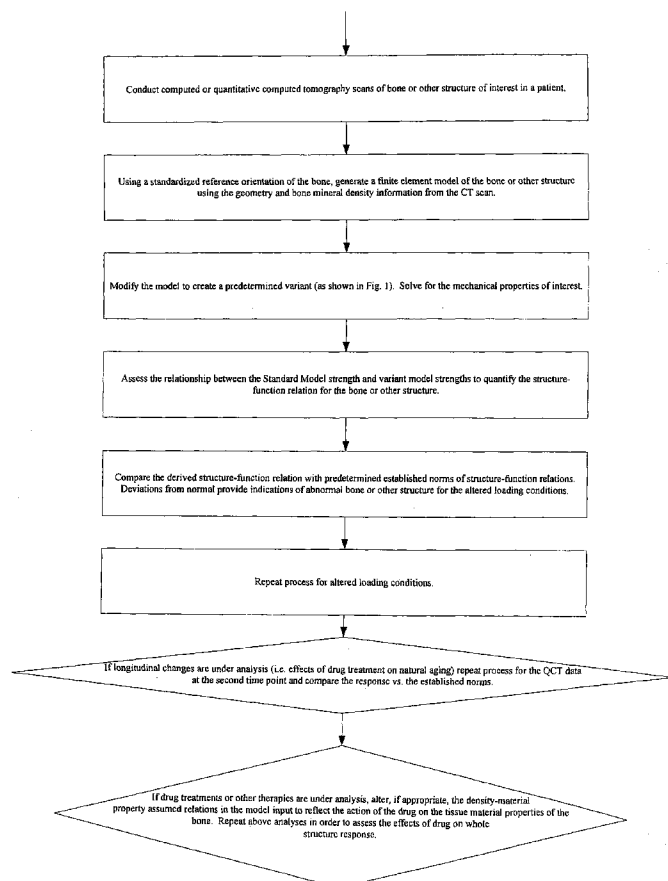 Conduct computed or quantitative computed tomography scans of bone or other structure of interest in a patient.
Using a standardized reference orientation of the bone, generate a finite element model of the bone or other structure
using the geometry and bone mineral density information from the CT scan.
Modify the model to create a predetermined variant (as shown in Fig. 1). Solve for the mechanical properties of interest.
Assess the relationship between the Standard Model strength and variant model strengths to quantify the structure-
function relation for the bone or other structure.
Compare the derived structure-function relation with predetermined established norms of structure-function relations.
Deviations from normal provide indications of abnormal bone or other structure for the altered loading conditions.
Repeat process for altered loading conditions.
If longitudinal changes are under analysis (i.e. effects of drug treatment on natural aging) repeat process for the QCT data
at the second time point and compare the response vs. the established norms.
If drug treatments or other therapies are under analysis, alter, if appropriate, the density-material
property assumed relations in the model input to reflect the action of the drug on the tissue material properties of the
bone. Repeat above analyses in order to assess the effects of drug on whole
structure response.